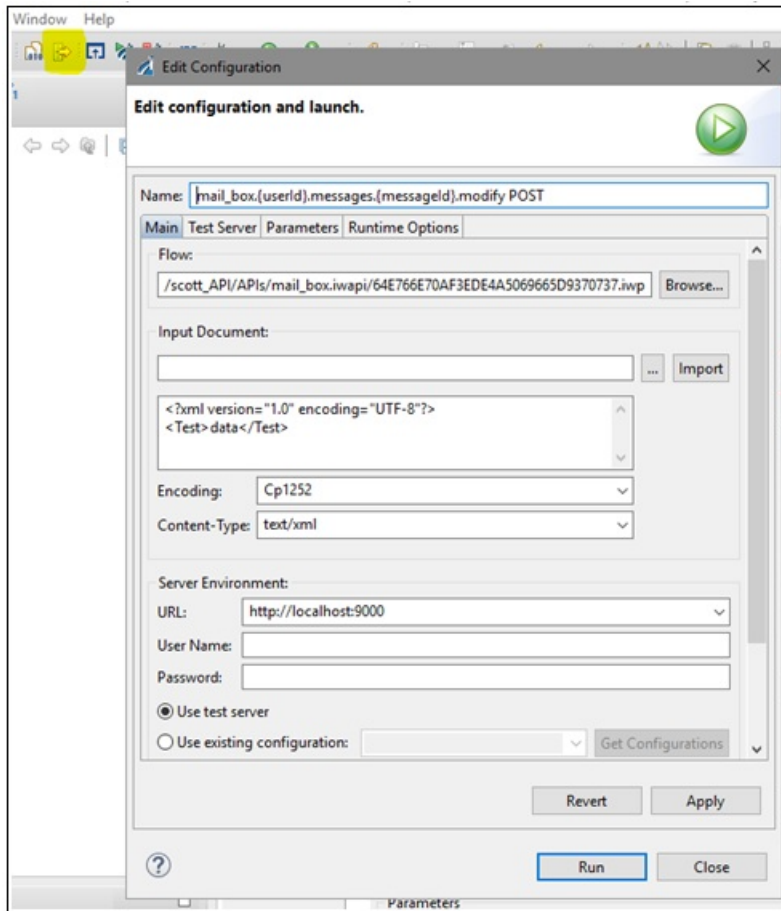 Window Help
Edit Configuration
Edit configuration and launch.
Name: mail_box.{userId}.messages.{messageId}.modify POST
Main Test Server Parameters Runtime Options
Flow:
/scott_API/APIs/mail_box.iwapi/64E766E70AF3EDE4A5069665D9370737.iwp Browse...
Input Document:
... Import
<?xml version="1.0" encoding="UTF-8"?>
<Test>data</Test>
Encoding: Cp1252
Content-Type: text/xml
Server Environment:
URL: http://localhost:9000
User Name:
Password:
Use test server
Use existing configuration: Get Configurations
Revert Apply
? Run Close
Parameters